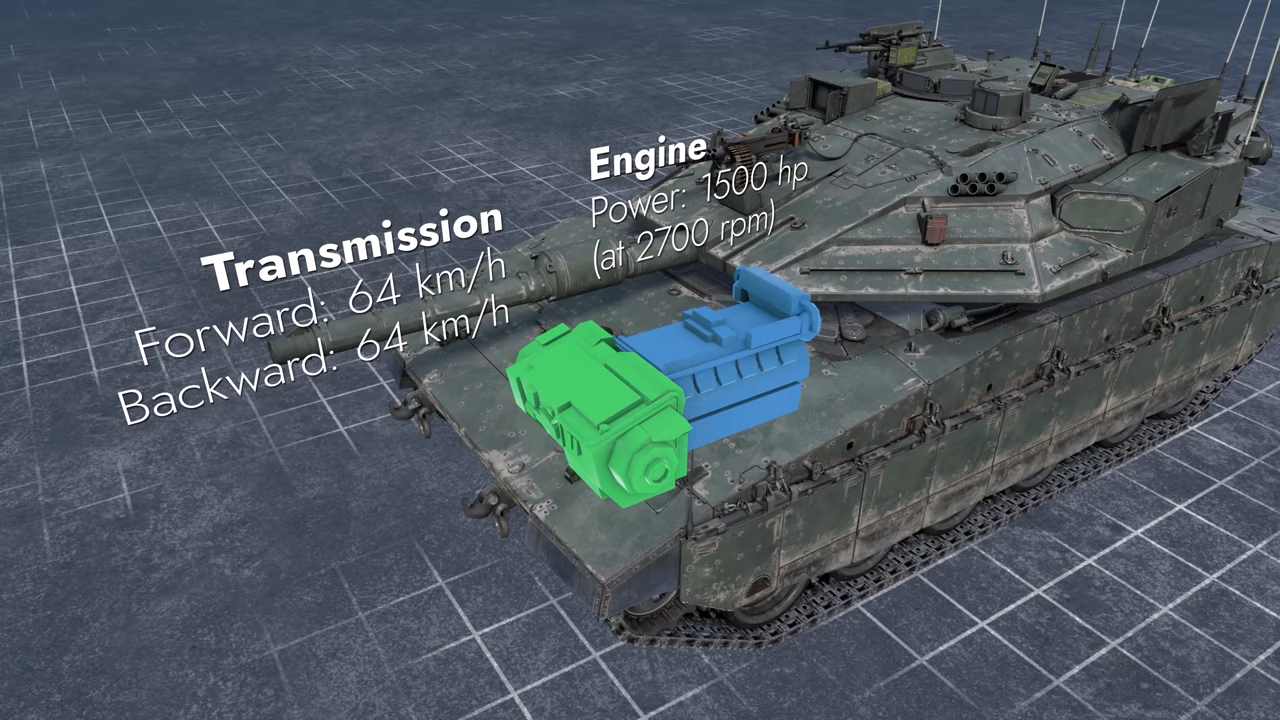 Transmission
Forward: 64 km/h
Backward: 64 km/h
Engine
Power: 1500 hp
(at 2700 rpm)